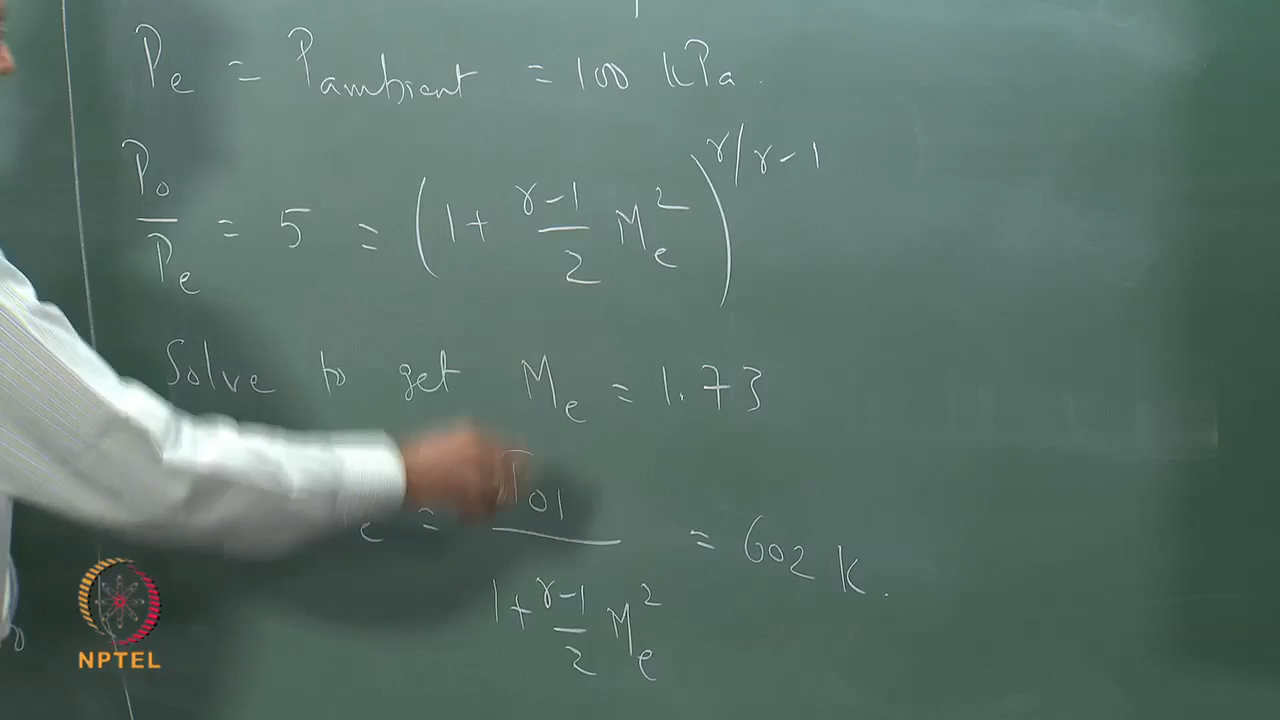 Pe = Pambient = 100 kPa.
P0/Pe = 5 = (1 + γ-1/2 Me²)^γ/γ-1
Solve to get Me = 1.73
e = T01 / 1 + γ-1/2 Me² = 602 K.
NPTEL